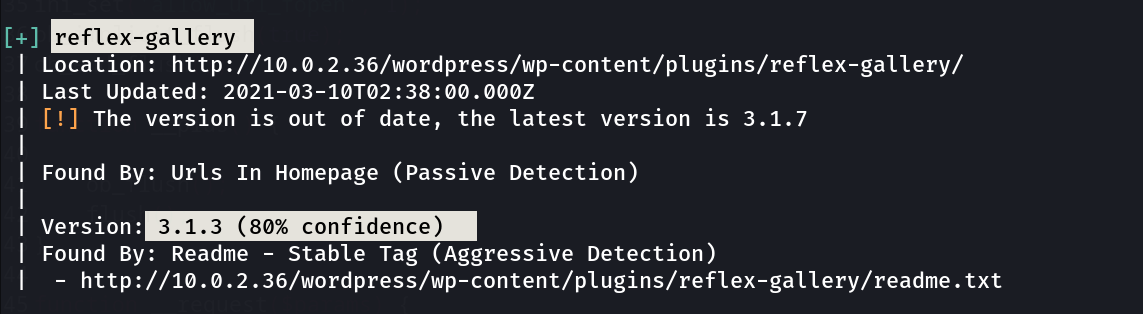 [+] reflex-gallery
| Location: http://10.0.2.36/wordpress/wp-content/plugins/reflex-gallery/
| Last Updated: 2021-03-10T02:38:00.000Z
| [!] The version is out of date, the latest version is 3.1.7
|
| Found By: Urls In Homepage (Passive Detection)
|
| Version: 3.1.3 (80% confidence)
| Found By: Readme - Stable Tag (Aggressive Detection)
|  - http://10.0.2.36/wordpress/wp-content/plugins/reflex-gallery/readme.txt